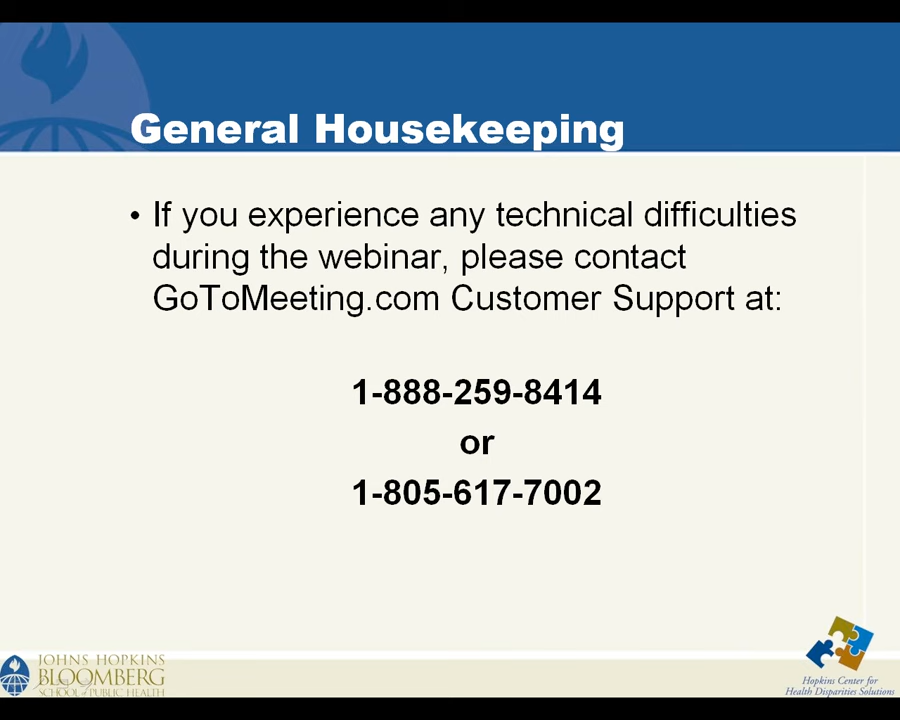 General Housekeeping
• If you experience any technical difficulties
during the webinar, please contact
GoToMeeting.com Customer Support at:
1-888-259-8414
or
1-805-617-7002
JOHNS HOPKINS
BLOOMBERG
SCHOOL of PUBLIC HEALTH
Hopkins Center for
Health Disparities Solutions